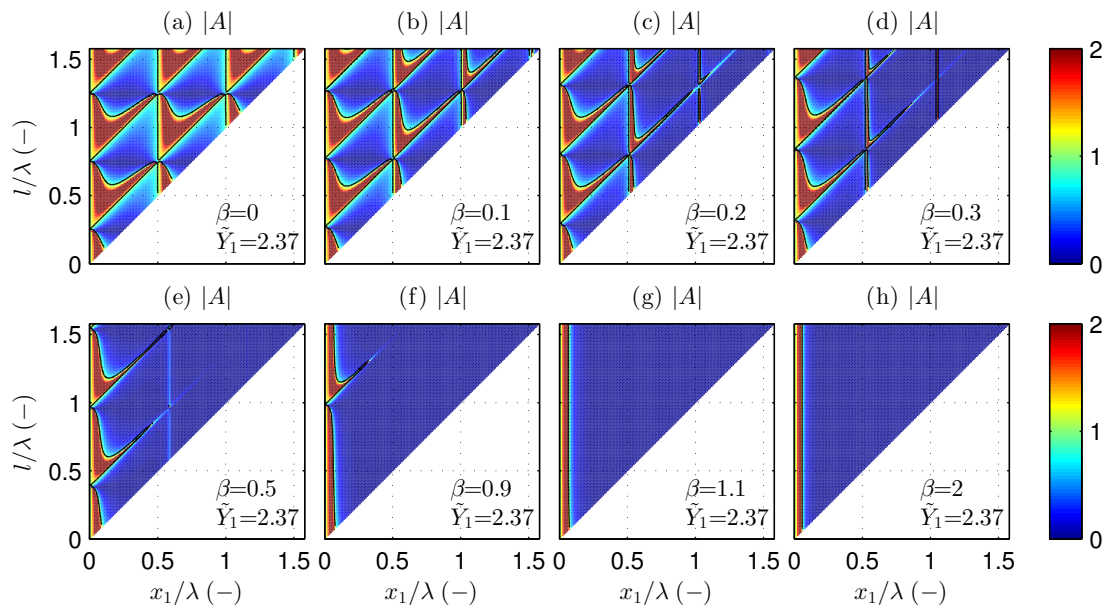 (a) |A|
(b) |A|
(c) |A|
(d) |A|
l/λ (−)
1.5
1
0.5
0
β=0
Ỹ₁=2.37
β=0.1
Ỹ₁=2.37
β=0.2
Ỹ₁=2.37
β=0.3
Ỹ₁=2.37
2
1
0
(e) |A|
(f) |A|
(g) |A|
(h) |A|
l/λ (−)
1.5
1
0.5
0
β=0.5
Ỹ₁=2.37
β=0.9
Ỹ₁=2.37
β=1.1
Ỹ₁=2.37
β=2
Ỹ₁=2.37
2
1
0
0 0.5 1 1.5
0 0.5 1 1.5
0 0.5 1 1.5
0 0.5 1 1.5
x₁/λ (−)
x₁/λ (−)
x₁/λ (−)
x₁/λ (−)